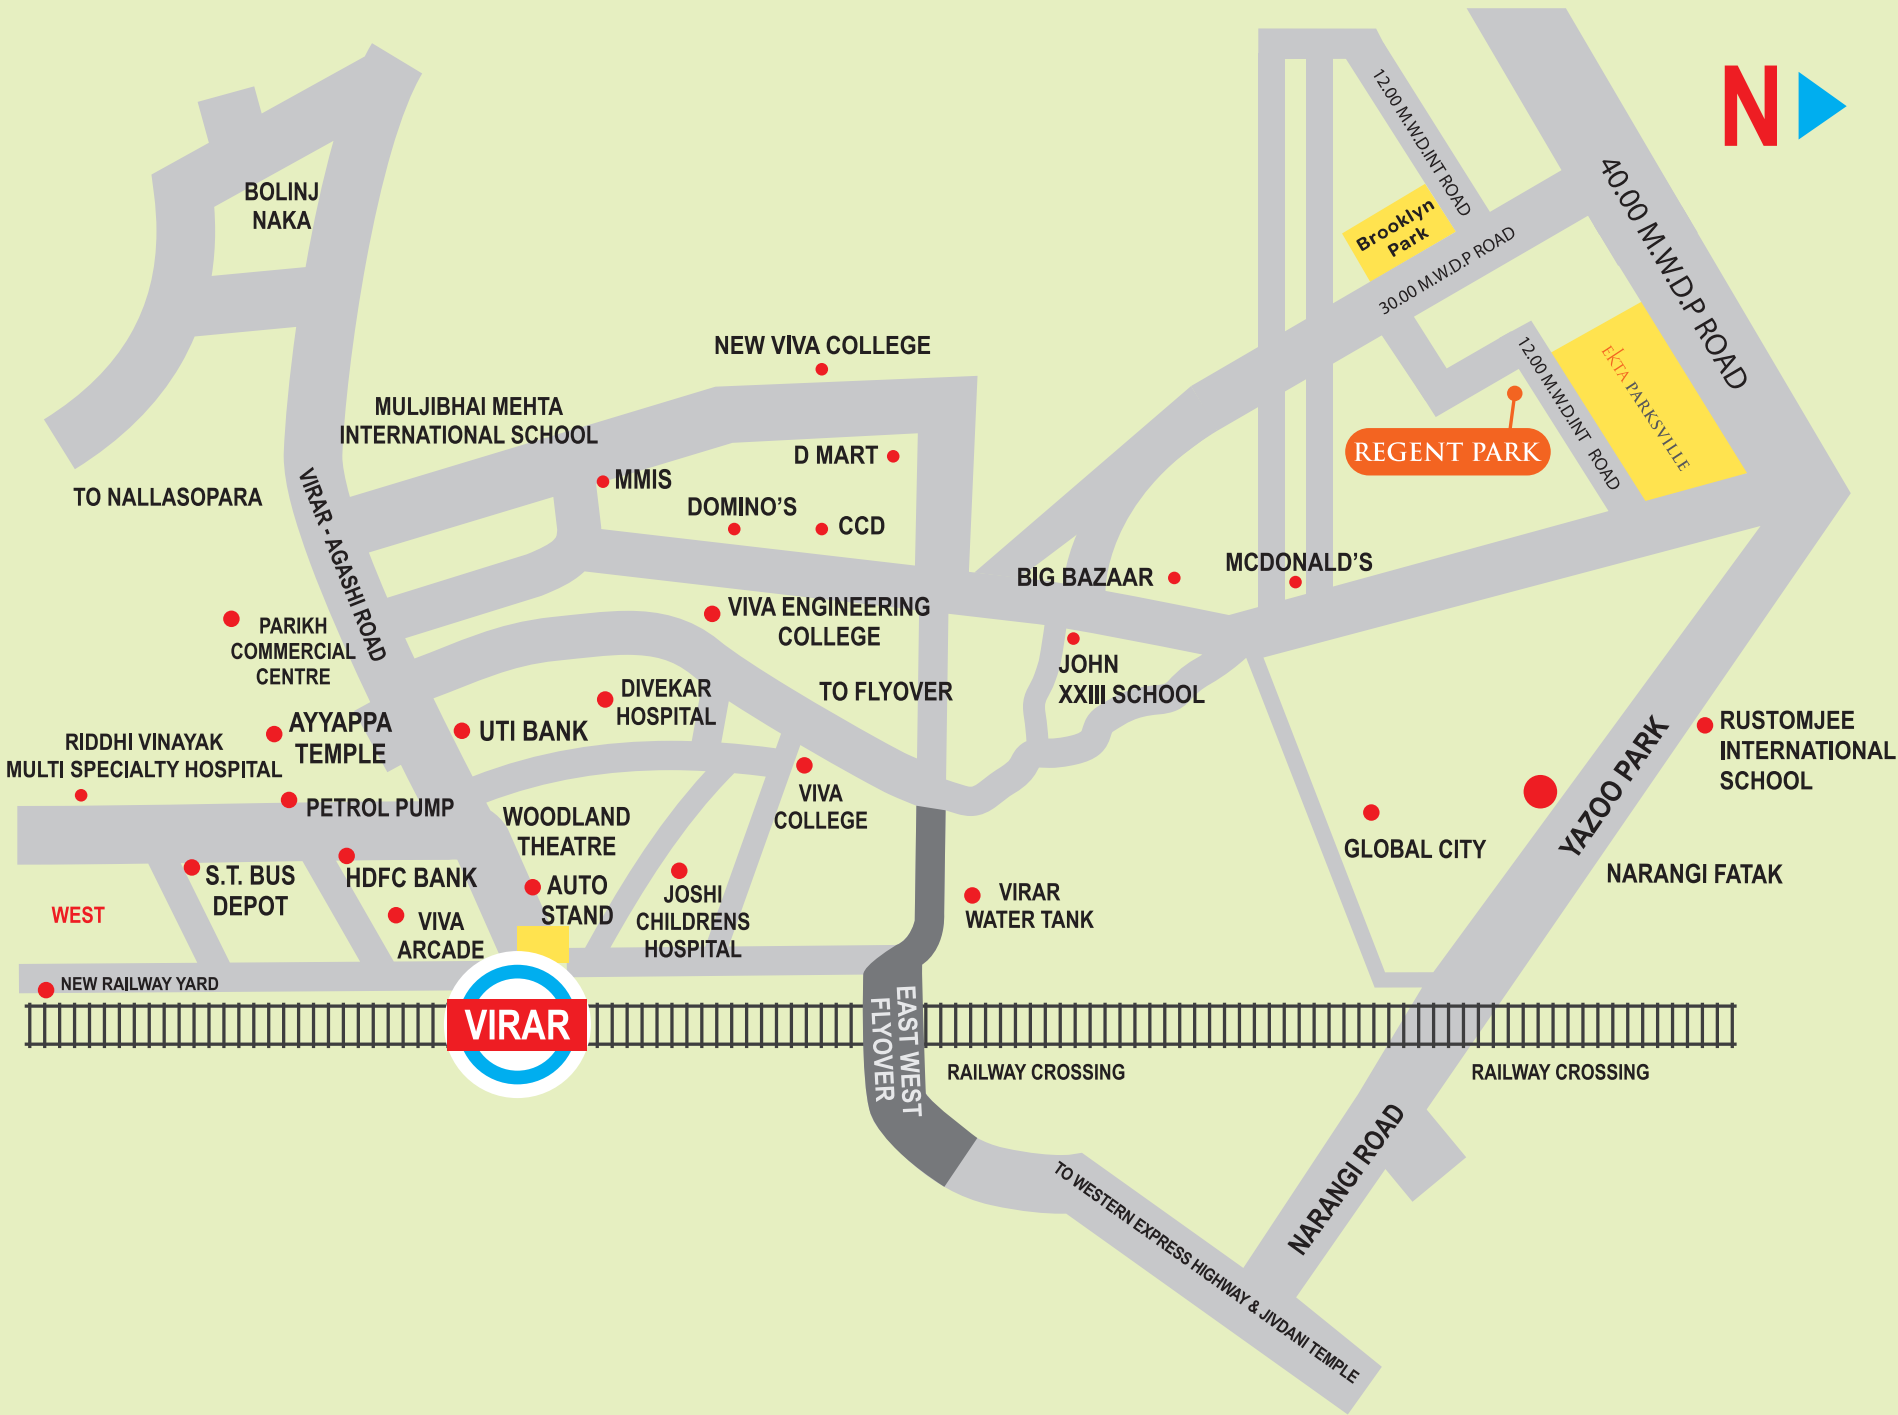 N
12.00 M.W.D.INT ROAD
Brooklyn
Park
30.00 M.W.D.P ROAD
40.00 M.W.D.P ROAD
BOLINJ
NAKA
NEW VIVA COLLEGE
12.00 M.W.D.INT ROAD
EKTA PARKSVILLE
REGENT PARK
MULJIBHAI MEHTA
INTERNATIONAL SCHOOL
D MART
MMIS
DOMINO'S
CCD
TO NALLASOPARA
VIRAR - AGASHI ROAD
BIG BAZAAR
MCDONALD'S
VIVA ENGINEERING
COLLEGE
PARIKH
COMMERCIAL
CENTRE
JOHN
XXIII SCHOOL
TO FLYOVER
DIVEKAR
HOSPITAL
UTI BANK
AYYAPPA
TEMPLE
RIDDHI VINAYAK
MULTI SPECIALTY HOSPITAL
PETROL PUMP
WOODLAND
THEATRE
VIVA
COLLEGE
RUSTOMJEE
INTERNATIONAL
SCHOOL
YAZOO PARK
GLOBAL CITY
NARANGI FATAK
S.T. BUS
DEPOT
HDFC BANK
AUTO
STAND
JOSHI
CHILDRENS
HOSPITAL
VIRAR
WATER TANK
WEST
VIVA
ARCADE
NEW RAILWAY YARD
VIRAR
EAST WEST
FLYOVER
RAILWAY CROSSING
RAILWAY CROSSING
NARANGI ROAD
TO WESTERN EXPRESS HIGHWAY & JIVDANI TEMPLE